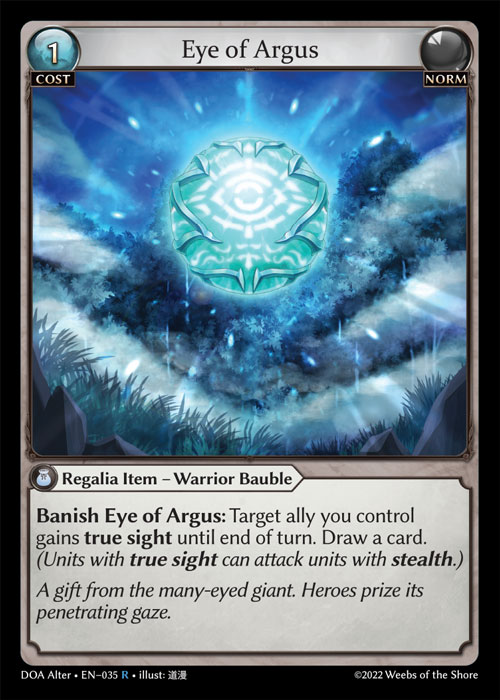 1
Eye of Argus
COST
NORM
Regalia Item – Warrior Bauble
Banish Eye of Argus: Target ally you control
gains true sight until end of turn. Draw a card.
(Units with true sight can attack units with stealth.)
A gift from the many-eyed giant. Heroes prize its
penetrating gaze.
DOA Alter • EN–035 R • illust: 道漫
©2022 Weebs of the Shore